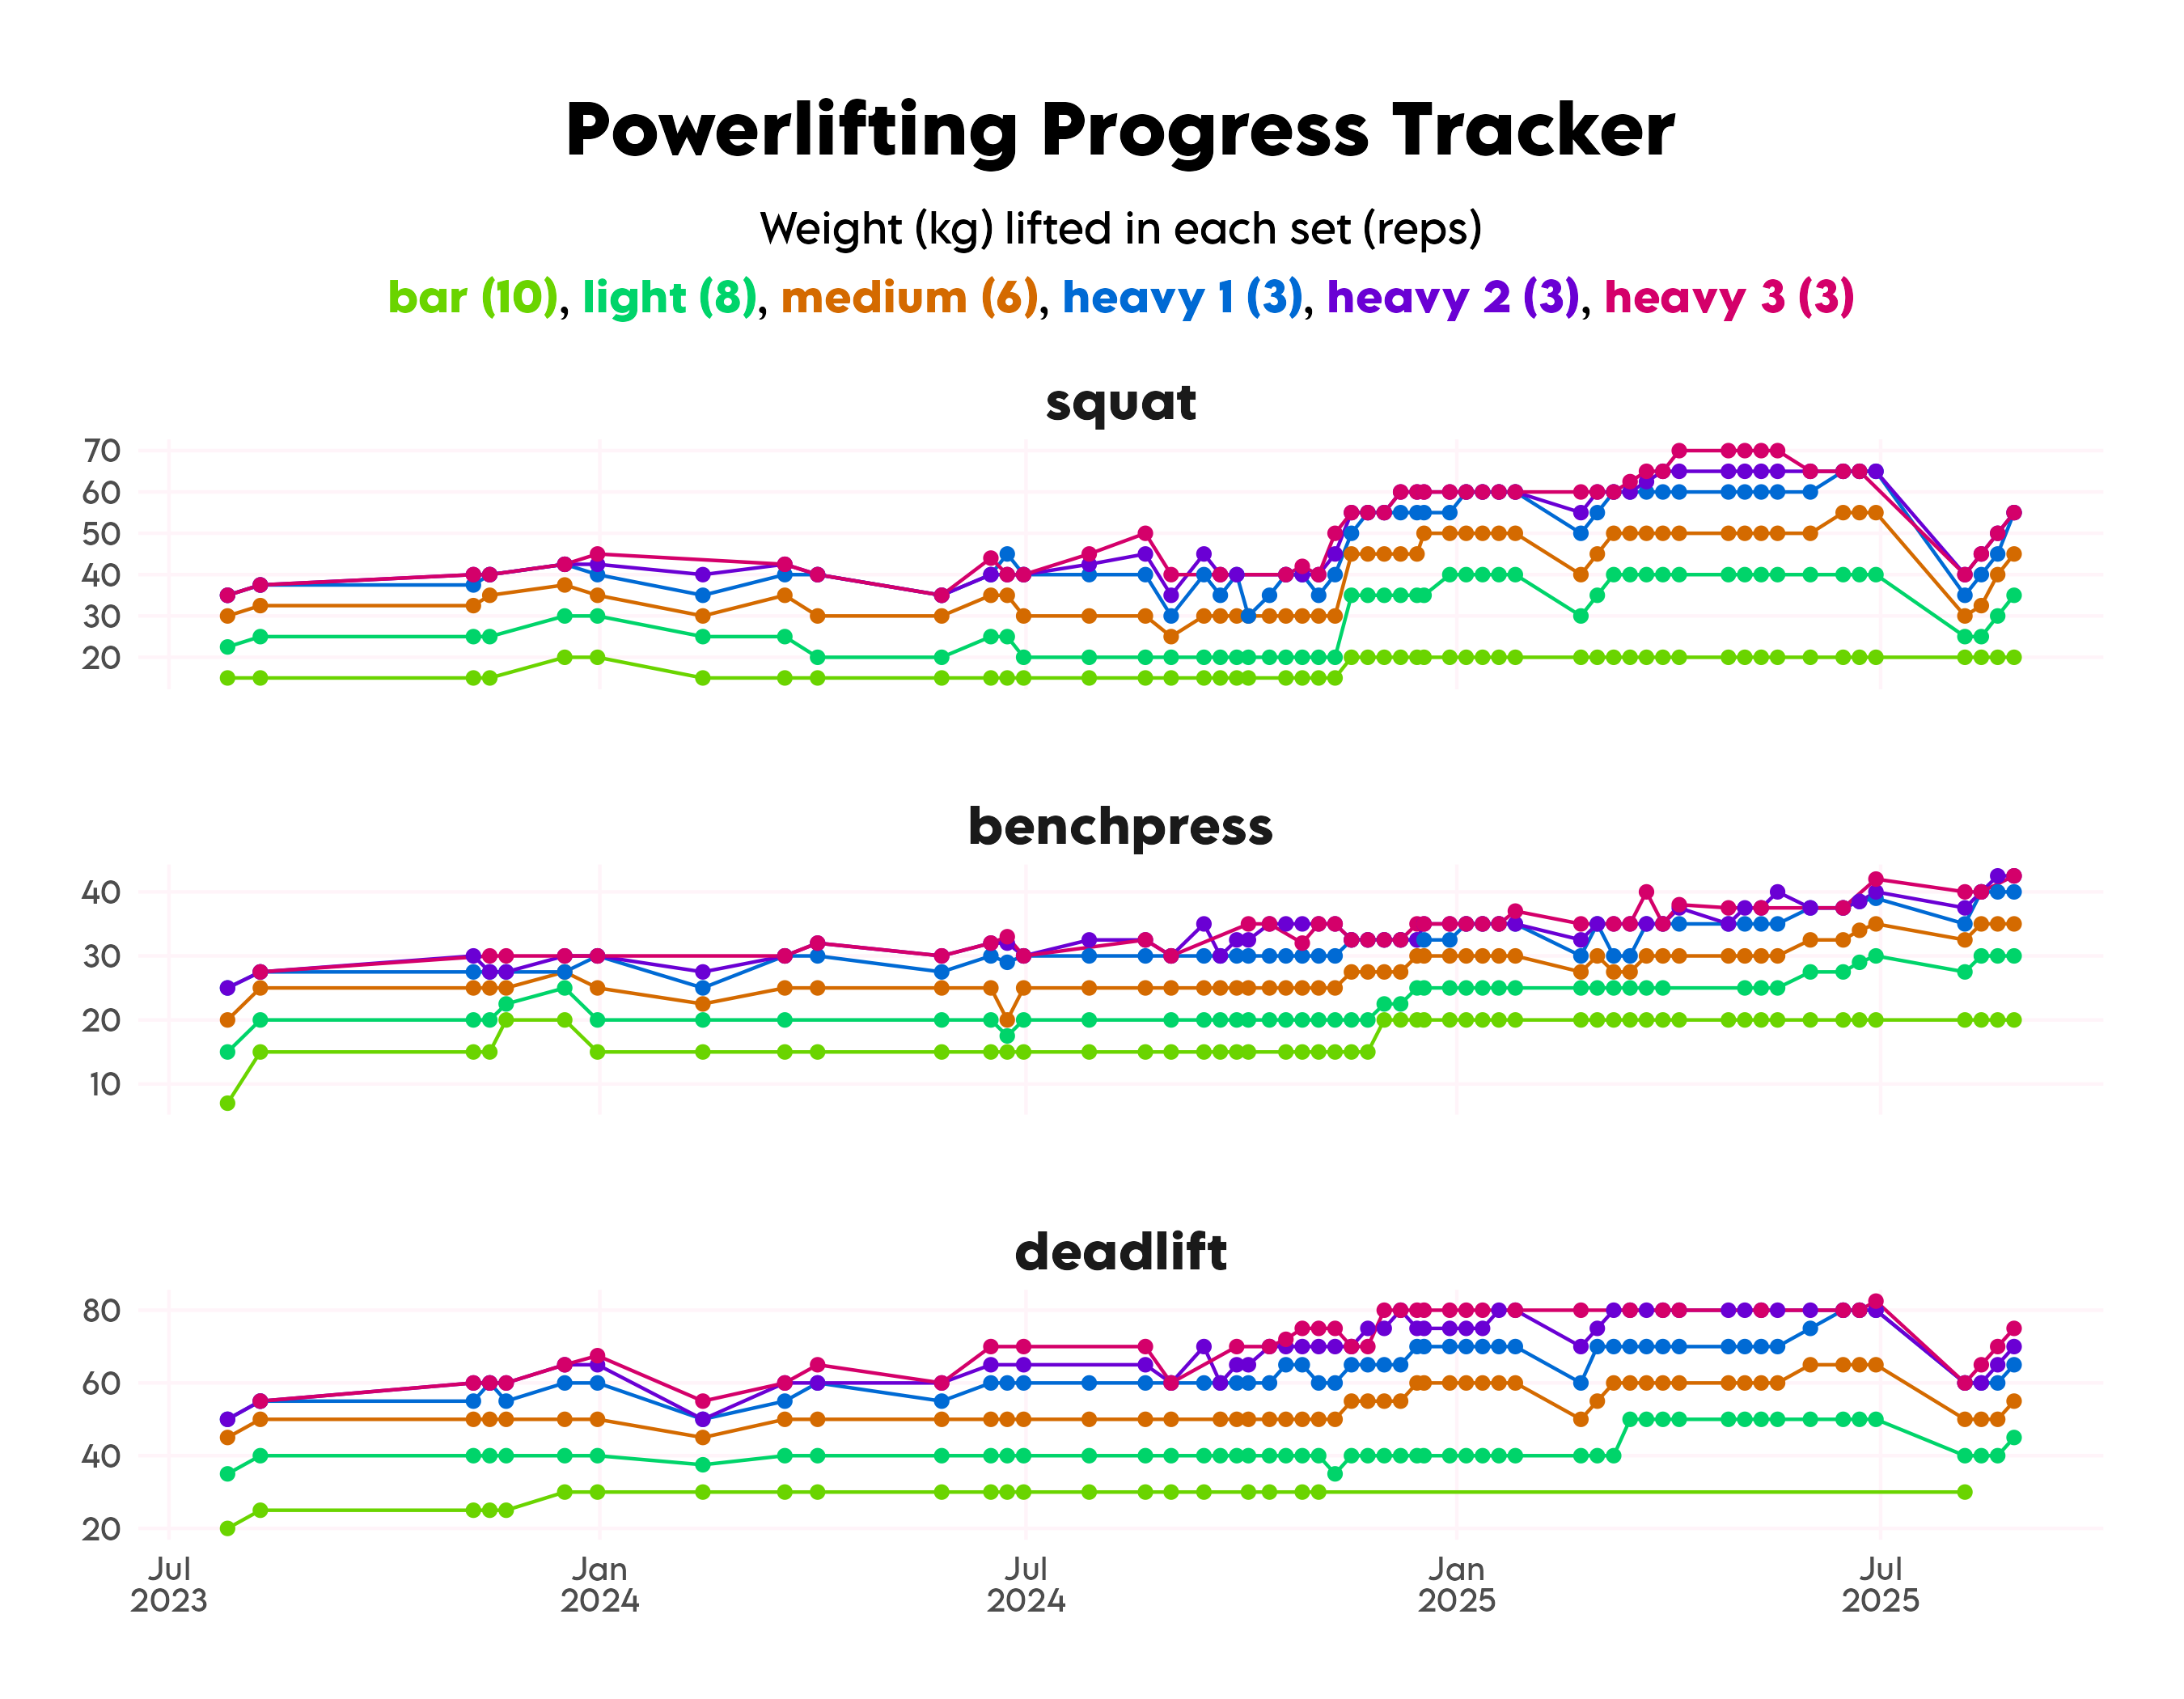 Powerlifting Progress Tracker
Weight (kg) lifted in each set (reps)
bar (10), light (8), medium (6), heavy 1 (3), heavy 2 (3), heavy 3 (3)
squat
70
60
50
40
30
20
benchpress
40
30
20
10
deadlift
80
60
40
20
Jul Jan Jul Jan Jul
2023 2024 2024 2025 2025